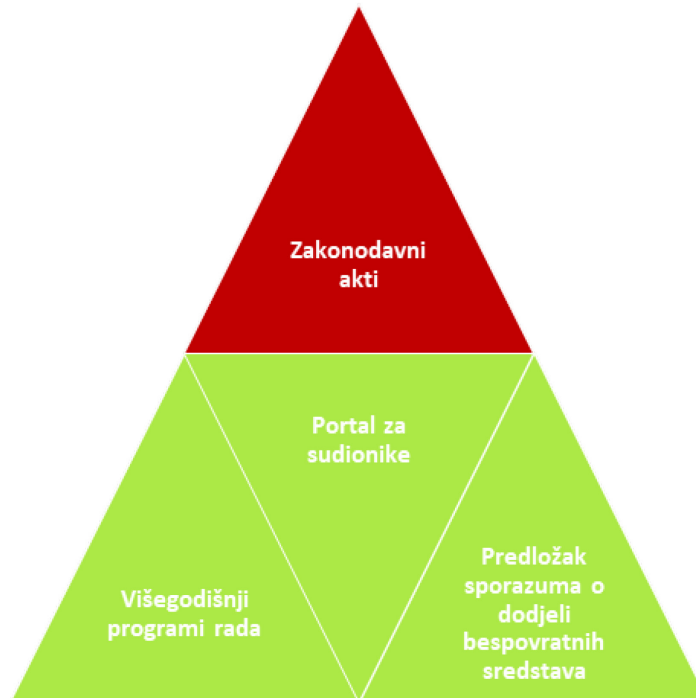 Zakonodavni
akti
Portal za
sudionike
Višegodišnji
programi rada
Predložak
sporazuma o
dodjeli
bespovratnih
sredstava